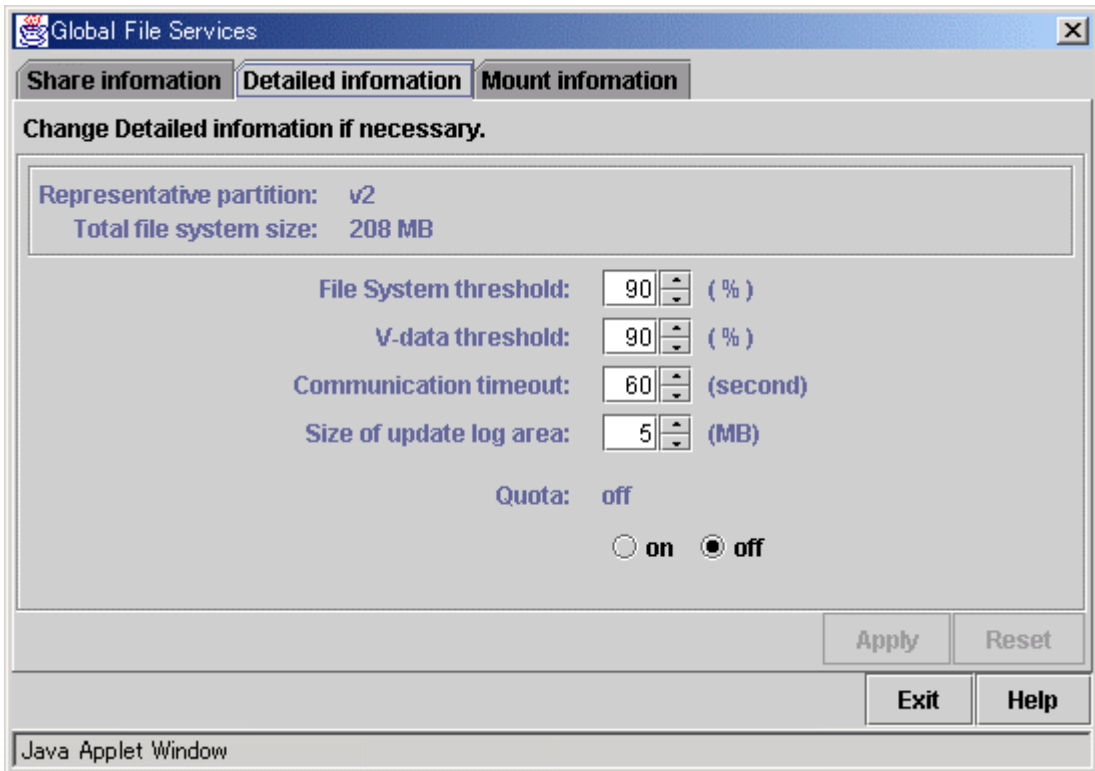 Global File Services
Share infomation Detailed infomation Mount infomation
Change Detailed infomation if necessary.
Representative partition: v2
Total file system size: 208 MB
File System threshold: 90 ( % )
V-data threshold: 90 ( % )
Communication timeout: 60 (second)
Size of update log area: 5 (MB)
Quota: off
on off
Apply Reset
Exit Help
Java Applet Window